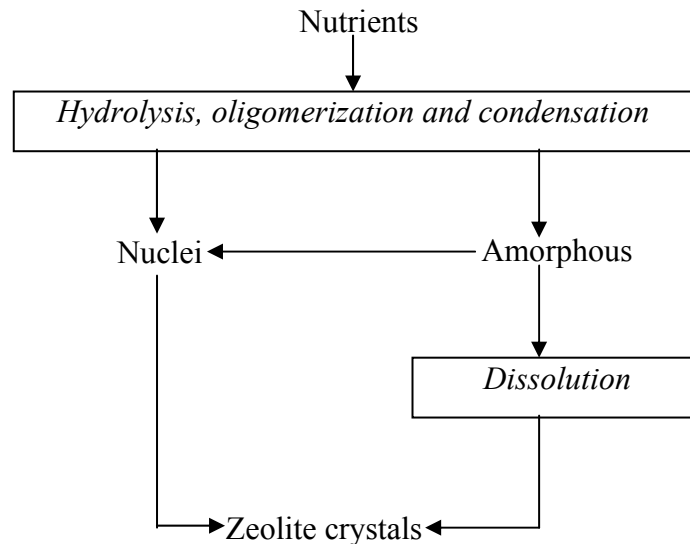 Nutrients
Hydrolysis, oligomerization and condensation
Nuclei
Amorphous
Dissolution
Zeolite crystals